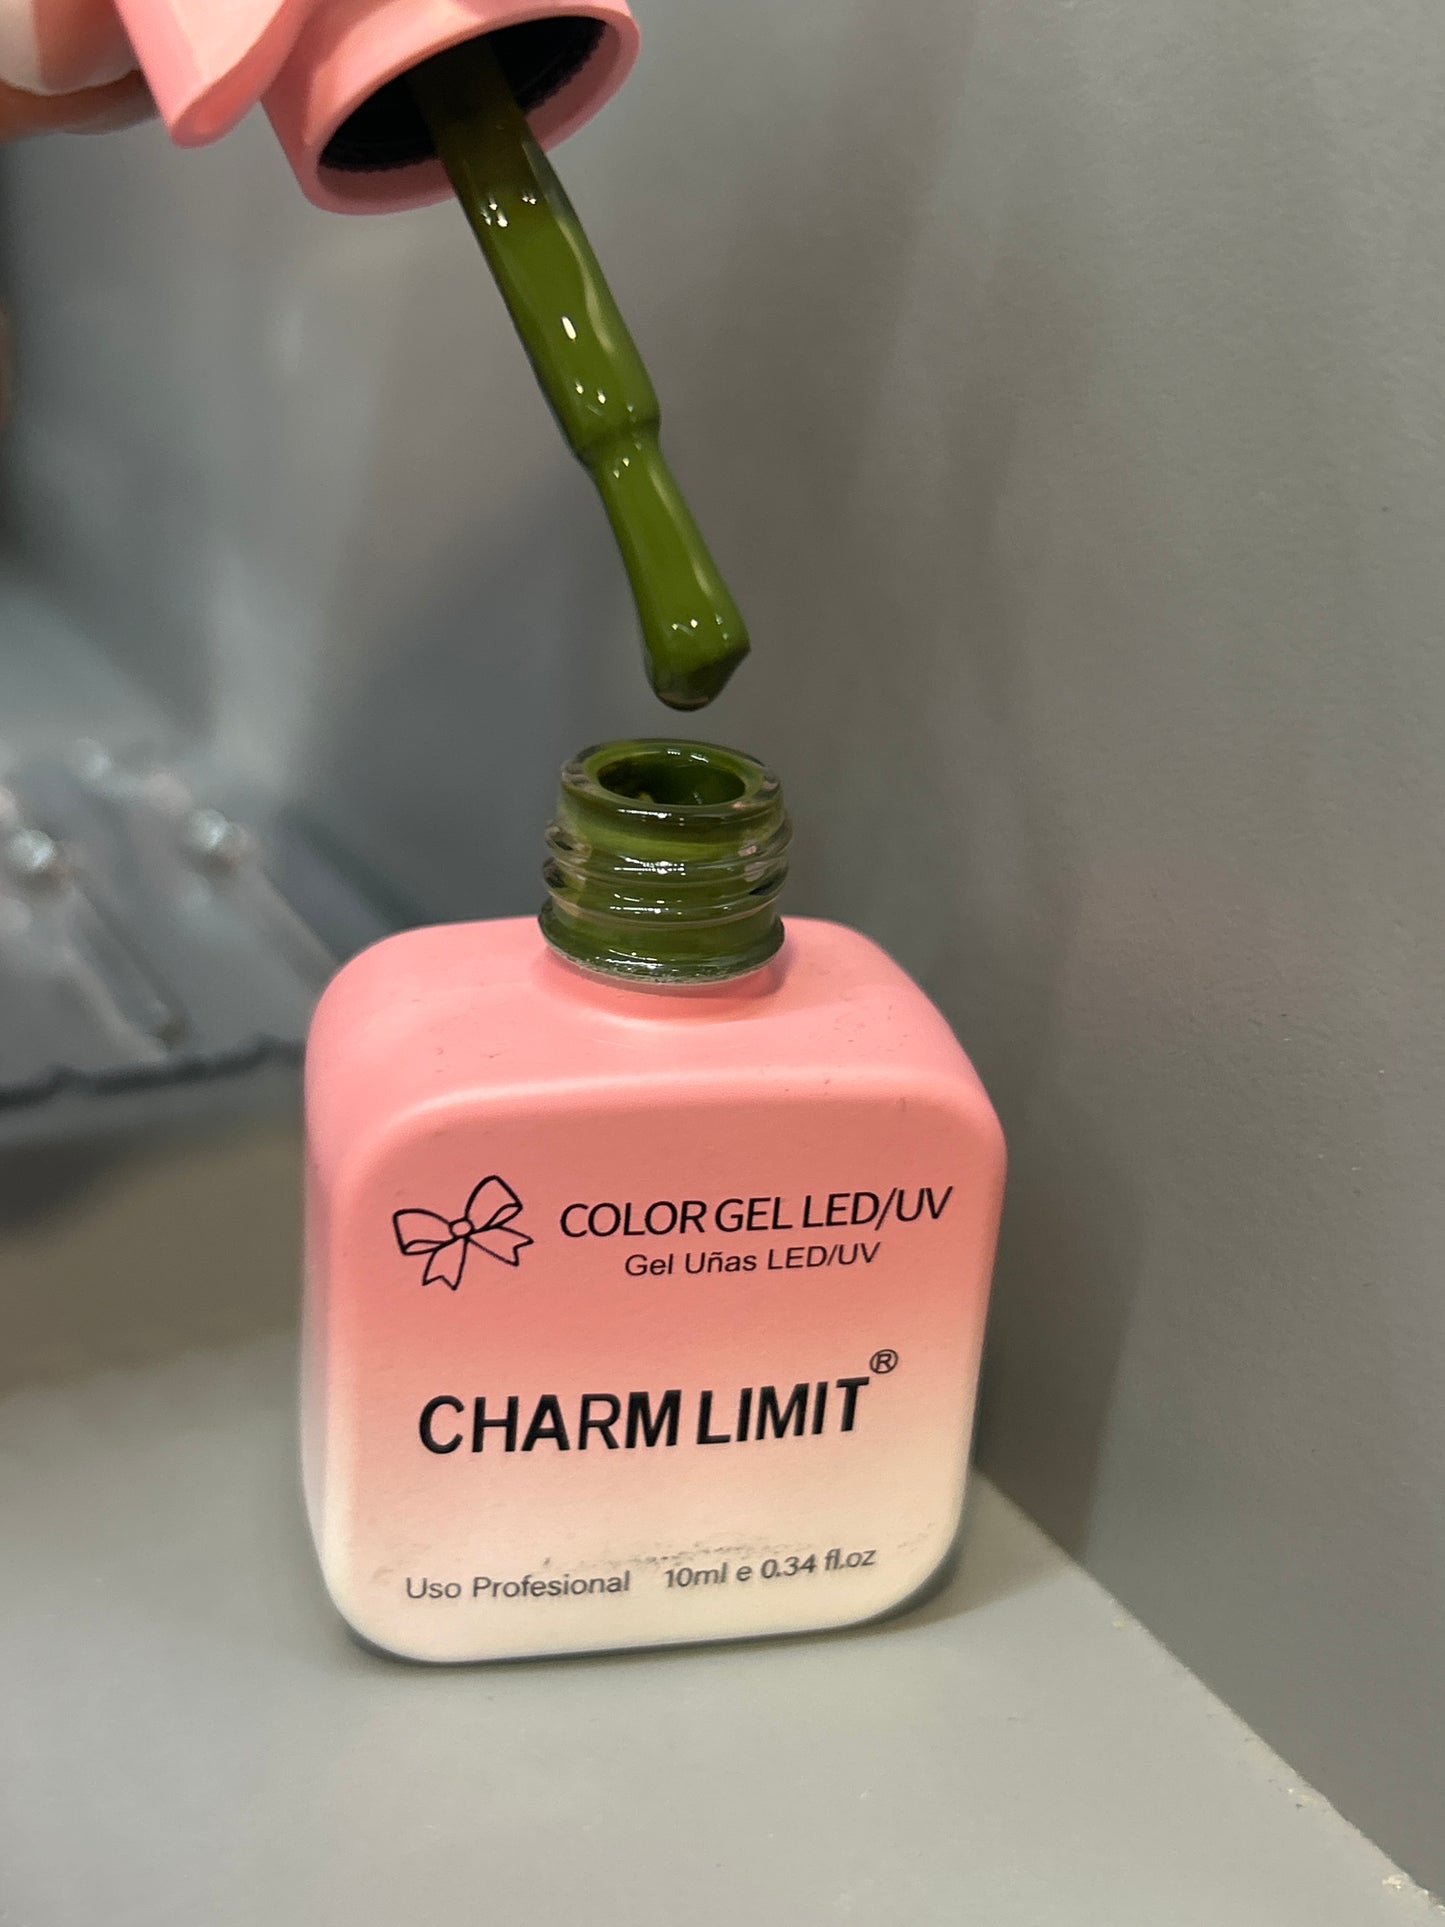 COLOR GEL LED/UV
Gel Uñas LED/UV
CHARM LIMIT®
Uso Profesional 10ml e 0.34 fl.oz